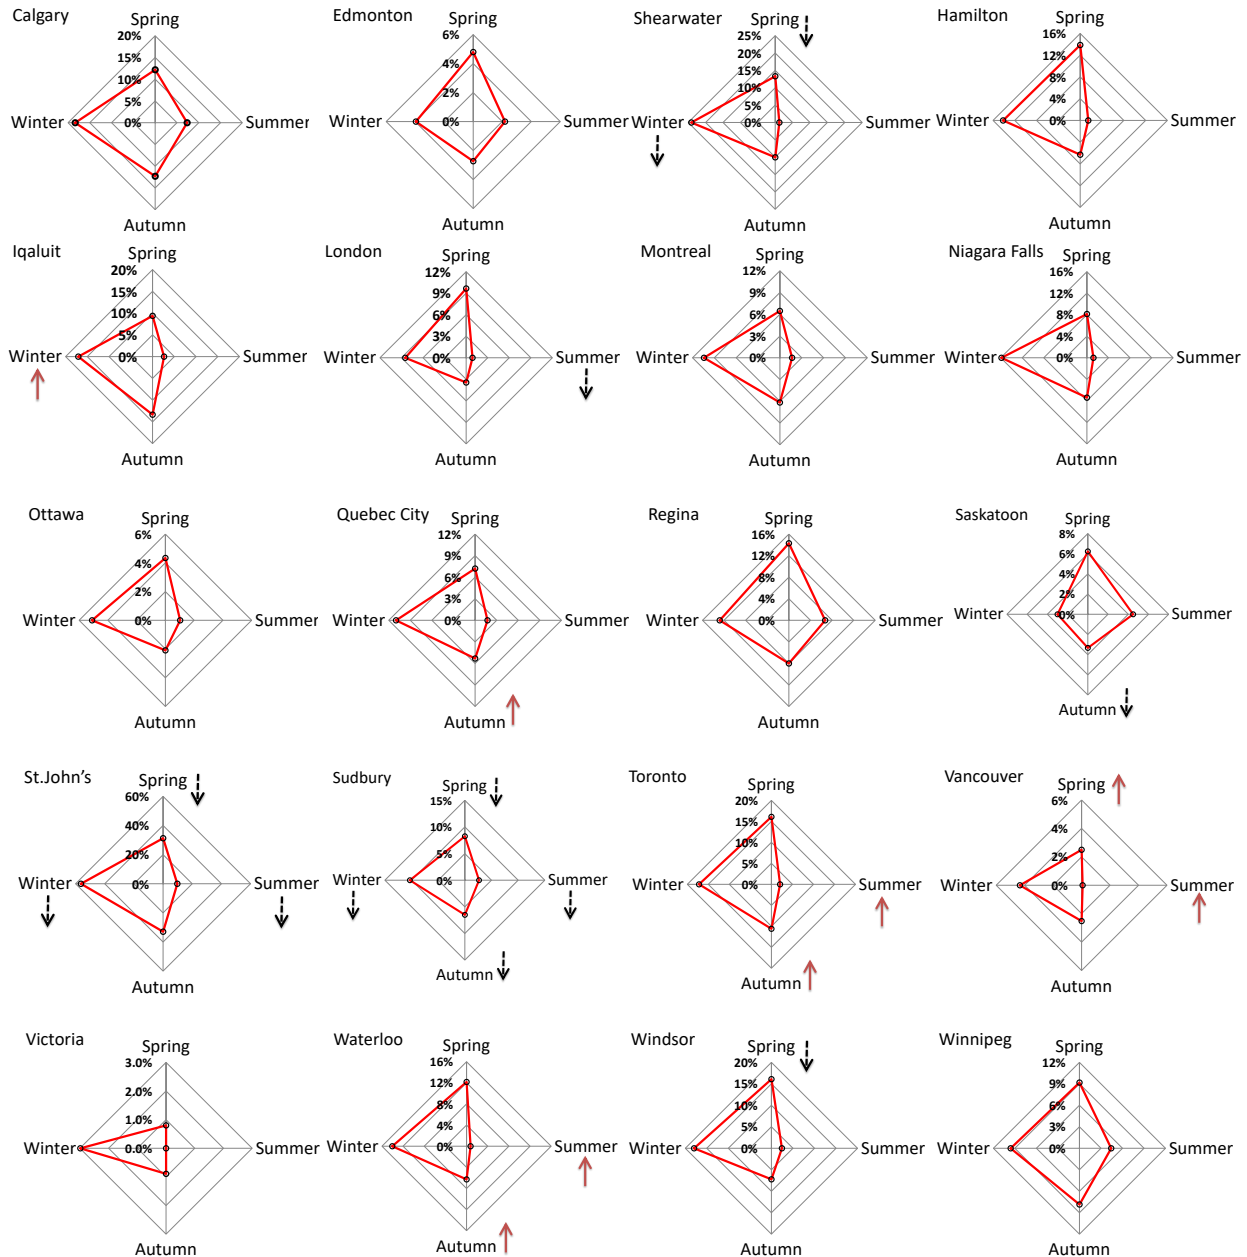 Calgary
Spring
20%
15%
10%
5%
0%
Winter
Summer
Autumn
Edmonton
Spring
6%
4%
2%
0%
Winter
Summer
Autumn
Shearwater
Spring
25%
20%
15%
10%
5%
0%
Winter
Summer
Autumn
Hamilton
Spring
16%
12%
8%
4%
0%
Winter
Summer
Autumn
Iqaluit
Spring
20%
15%
10%
5%
0%
Winter
Summer
Autumn
London
Spring
12%
9%
6%
3%
0%
Winter
Summer
Autumn
Montreal
Spring
12%
9%
6%
3%
0%
Winter
Summer
Autumn
Niagara Falls
Spring
16%
12%
8%
4%
0%
Winter
Summer
Autumn
Ottawa
Spring
6%
4%
2%
0%
Winter
Summer
Autumn
Quebec City
Spring
12%
9%
6%
3%
0%
Winter
Summer
Autumn
Regina
Spring
16%
12%
8%
4%
0%
Winter
Summer
Autumn
Saskatoon
Spring
8%
6%
4%
2%
0%
Winter
Summer
Autumn
St.John’s
Spring
60%
40%
20%
0%
Winter
Summer
Autumn
Sudbury
Spring
15%
10%
5%
0%
Winter
Summer
Autumn
Toronto
Spring
20%
15%
10%
5%
0%
Winter
Summer
Autumn
Vancouver
Spring
6%
4%
2%
0%
Winter
Summer
Autumn
Victoria
Spring
3.0%
2.0%
1.0%
0.0%
Winter
Summer
Autumn
Waterloo
Spring
16%
12%
8%
4%
0%
Winter
Summer
Autumn
Windsor
Spring
20%
15%
10%
5%
0%
Winter
Summer
Autumn
Winnipeg
Spring
12%
9%
6%
3%
0%
Winter
Summer
Autumn